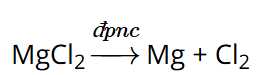 đpnc
MgCl₂ ⟶ Mg + Cl₂